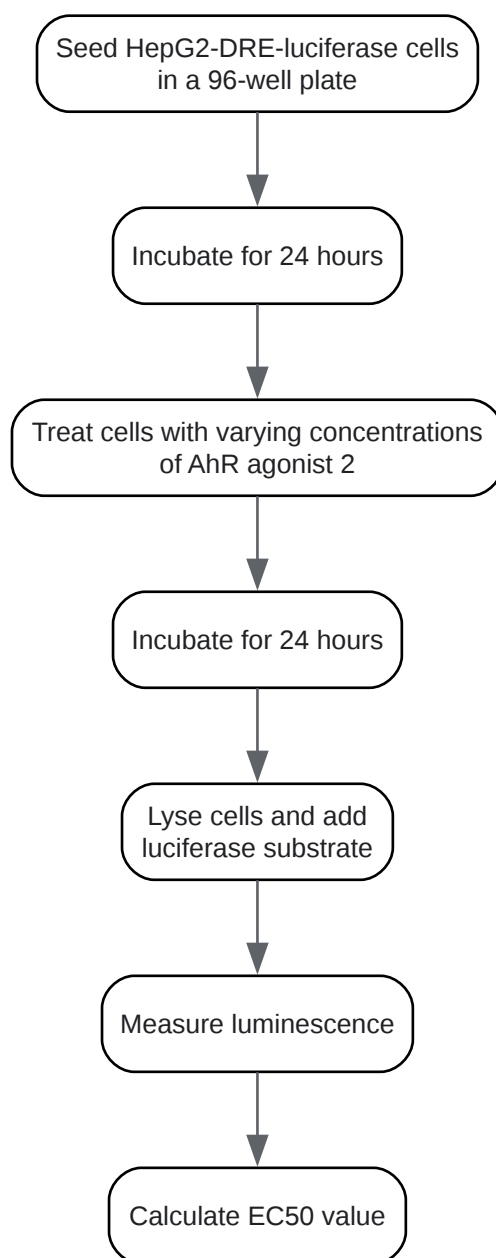 Seed HepG2-DRE-luciferase cells
in a 96-well plate
Incubate for 24 hours
Treat cells with varying concentrations
of AhR agonist 2
Incubate for 24 hours
Lyse cells and add
luciferase substrate
Measure luminescence
Calculate EC50 value